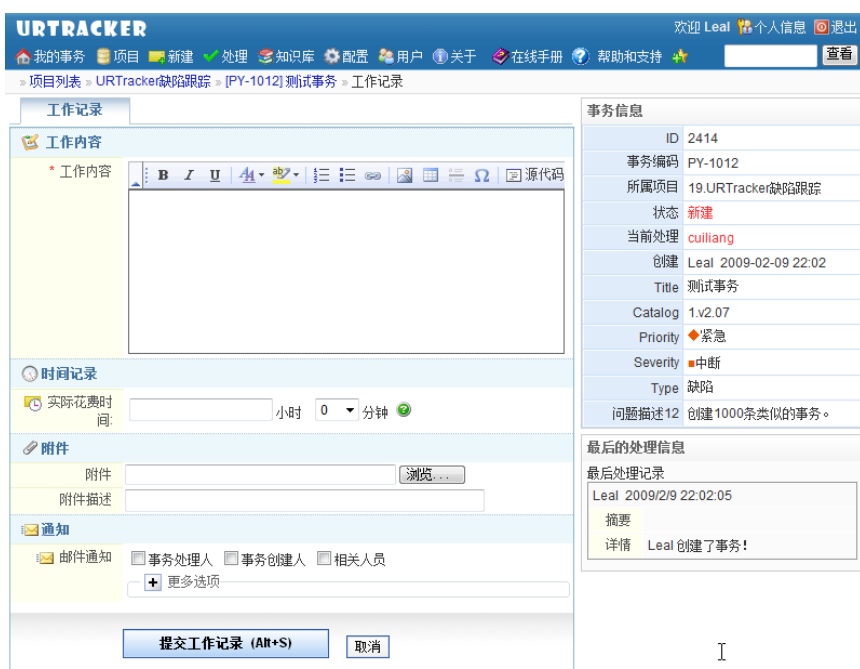 URTRACKER
欢迎 Leal 个人信息 退出
我的事务 项目 新建 处理 知识库 配置 用户 关于 在线手册 帮助和支持 查看
» 项目列表 » URTracker缺陷跟踪 » [PY-1012] 测试事务 » 工作记录
工作记录
工作内容
* 工作内容
B I U A ab Ω 源代码
时间记录
实际花费时
间:
小时 0 分钟
附件
附件 浏览...
附件描述
通知
邮件通知 事务处理人 事务创建人 相关人员
更多选项
提交工作记录 (Alt+S) 取消
事务信息
ID 2414
事务编码 PY-1012
所属项目 19.URTracker缺陷跟踪
状态 新建
当前处理 cuiliang
创建 Leal 2009-02-09 22:02
Title 测试事务
Catalog 1.v2.07
Priority 紧急
Severity 中断
Type 缺陷
问题描述12 创建1000条类似的事务。
最后的处理信息
最后处理记录
Leal 2009/2/9 22:02:05
摘要
详情 Leal 创建了事务!